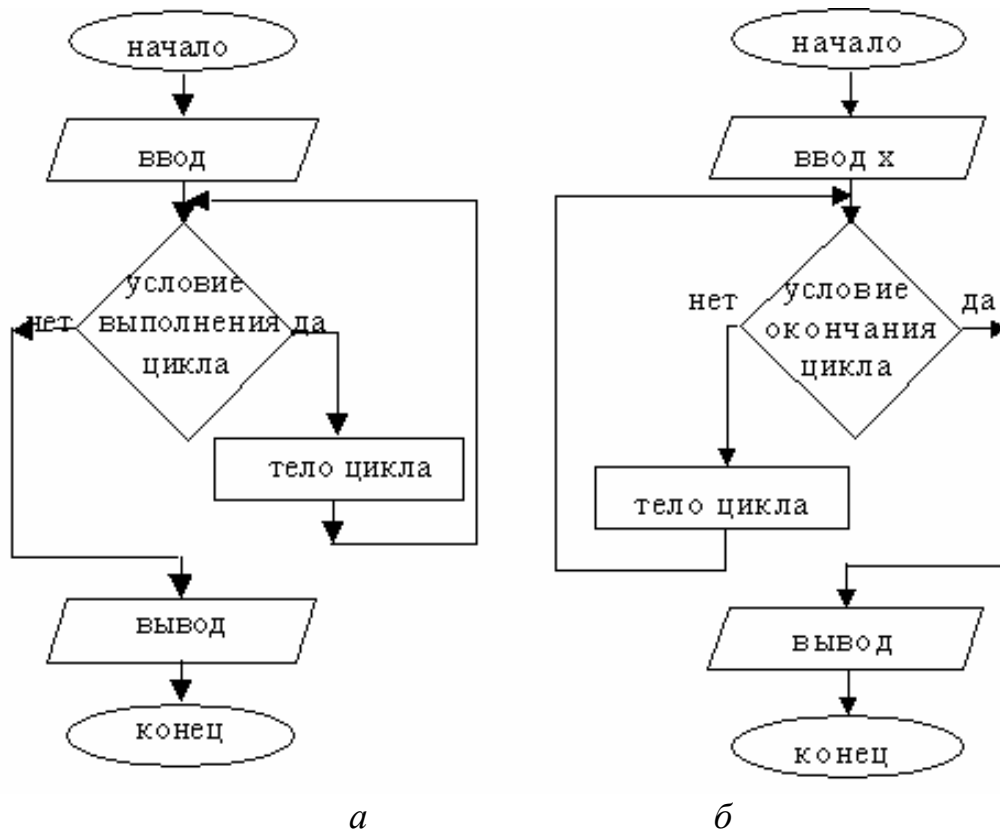 начало
ввод
условие
нет выполнения да
цикла
тело цикла
вывод
конец
а
начало
ввод х
нет
условие
да
окончания
цикла
тело цикла
вывод
конец
б